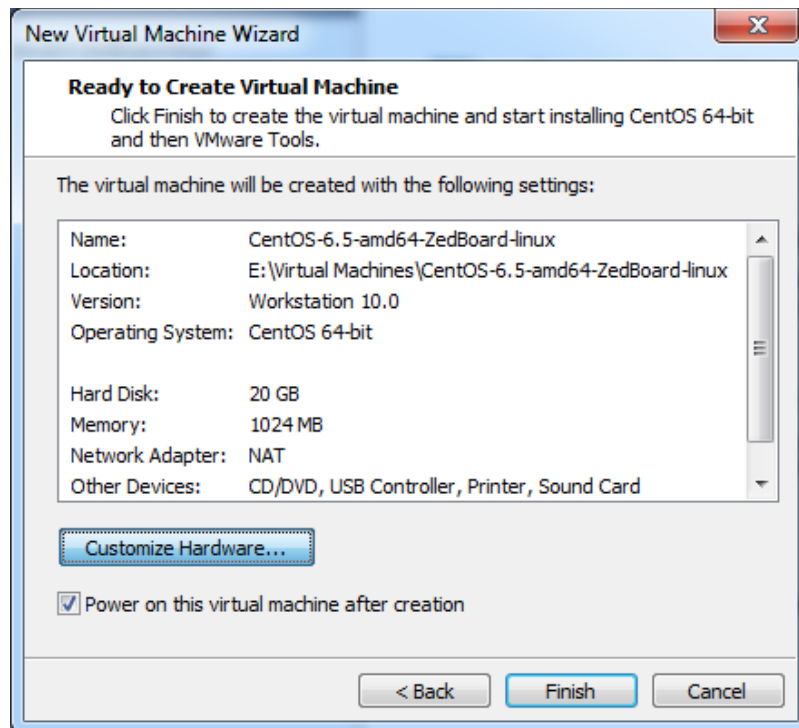 New Virtual Machine Wizard
Ready to Create Virtual Machine
Click Finish to create the virtual machine and start installing CentOS 64-bit
and then VMware Tools.
The virtual machine will be created with the following settings:
Name: CentOS-6.5-amd64-ZedBoard-linux
Location: E:\Virtual Machines\CentOS-6.5-amd64-ZedBoard-linux
Version: Workstation 10.0
Operating System: CentOS 64-bit
Hard Disk: 20 GB
Memory: 1024 MB
Network Adapter: NAT
Other Devices: CD/DVD, USB Controller, Printer, Sound Card
Customize Hardware...
Power on this virtual machine after creation
< Back Finish Cancel